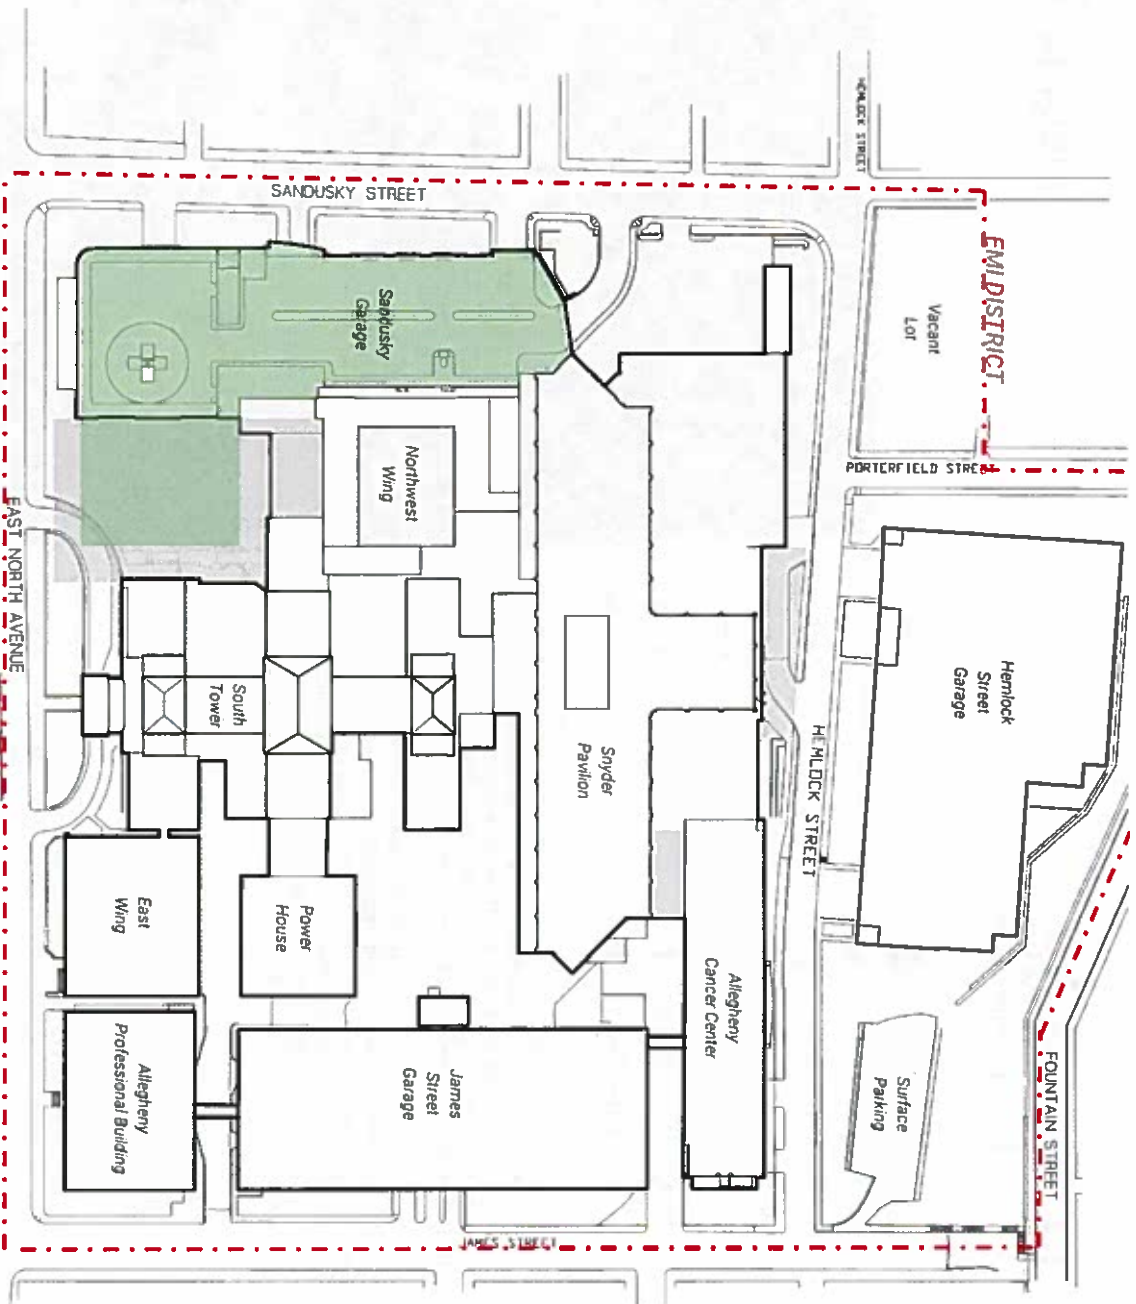 HEMLOCK STREET
SANDUSKY STREET
EMI DISTRICT
Vacant
Lot
Sandusky
Garage
PORTERFIELD STREET
Northwest
Wing
EAST NORTH AVENUE
South
Tower
Snyder
Pavilion
Hemlock
Street
Garage
HEMLOCK STREET
East
Wing
Power
House
Allegheny
Cancer Center
Allegheny
Professional Building
James
Street
Garage
Surface
Parking
FOUNTAIN STREET
JAMES STREET